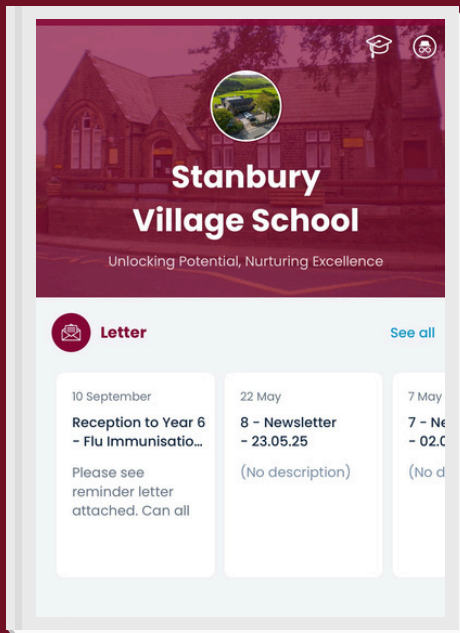 Stanbury
Village School
Unlocking Potential, Nurturing Excellence
Letter
See all
10 September
Reception to Year 6
- Flu Immunisatio...
Please see
reminder letter
attached. Can all
22 May
8 - Newsletter
- 23.05.25
(No description)
7 May
7 -